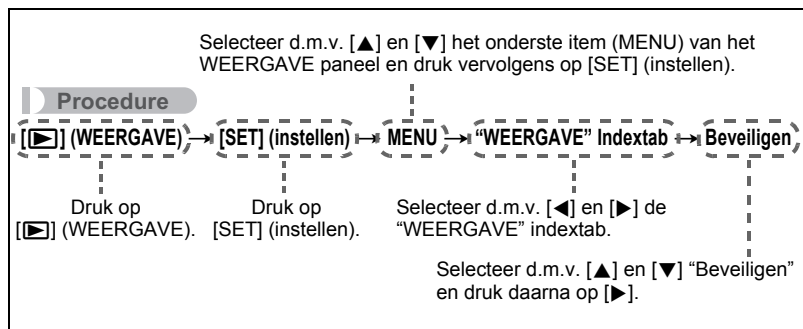 Selecteer d.m.v. [▲] en [▼] het onderste item (MENU) van het
WEERGAVE paneel en druk vervolgens op [SET] (instellen).
Procedure
[▶] (WEERGAVE) → [SET] (instellen) → MENU → “WEERGAVE” Indextab → Beveiligen
Druk op
[▶] (WEERGAVE).
Druk op
[SET] (instellen).
Selecteer d.m.v. [◀] en [▶] de
“WEERGAVE” indextab.
Selecteer d.m.v. [▲] en [▼] “Beveiligen”
en druk daarna op [▶].